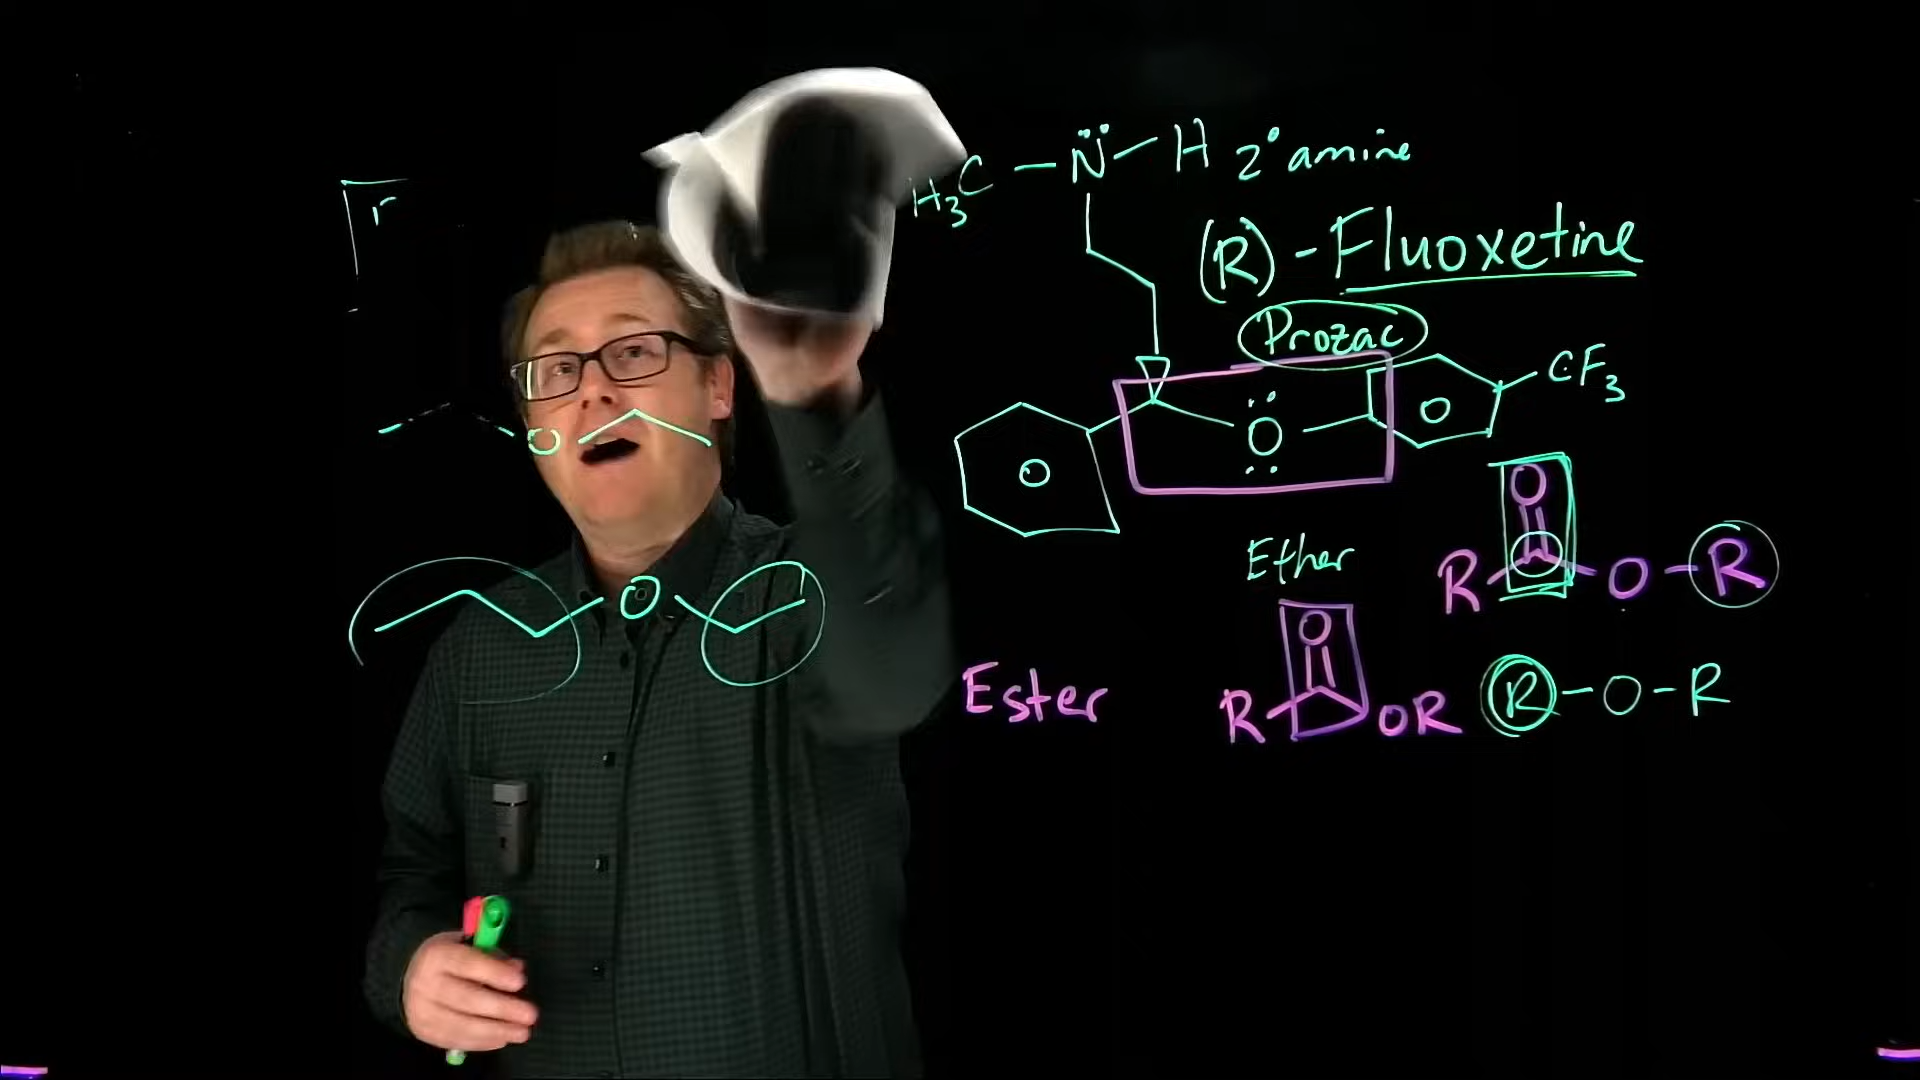 r
H₃C – N̈ – H 2° amine
(R) - Fluoxetine
Prozac
CF₃
O
O
O
O
O
Ether
R O – R
O
O
Ester
R OR
R – O – R